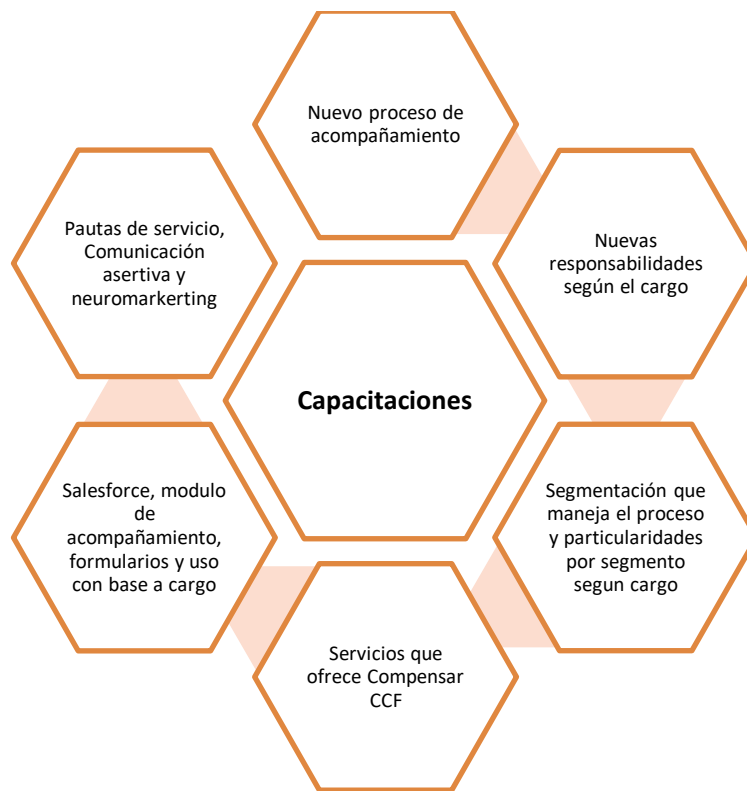 Nuevo proceso de
acompañamiento
Nuevas
responsabilidades
según el cargo
Segmentación que
maneja el proceso
y particularidades
por segmento
segun cargo
Servicios que
ofrece Compensar
CCF
Salesforce, modulo
de
acompañamiento,
formularios y uso
con base a cargo
Pautas de servicio,
Comunicación
asertiva y
neuromarkerting
Capacitaciones